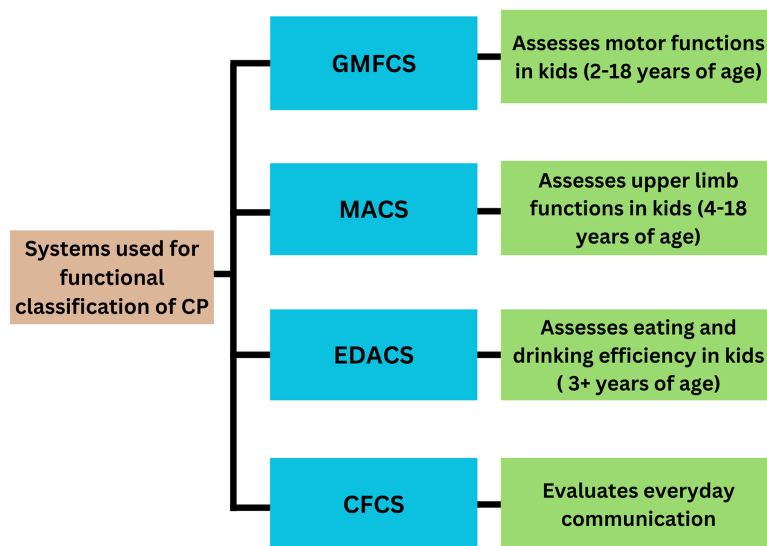 GMFCS
Assesses motor functions
in kids (2-18 years of age)
MACS
Assesses upper limb
functions in kids (4-18
years of age)
Systems used for
functional
classification of CP
EDACS
Assesses eating and
drinking efficiency in kids
( 3+ years of age)
CFCS
Evaluates everyday
communication